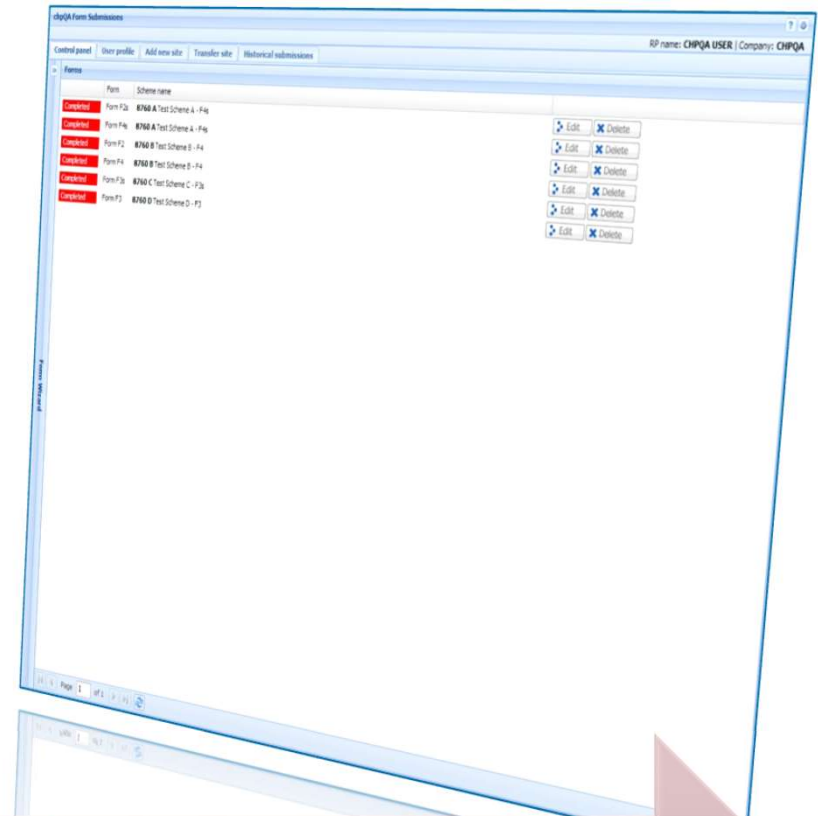 chpQA Form Submissions
?
RP name: CHPQA USER | Company: CHPQA
Control panel User profile Add new site Transfer site Historical submissions
» Forms
Form Scheme name
Completed Form F2s 8760 A Test Scheme A - F4s Edit Delete
Completed Form F4s 8760 A Test Scheme A - F4s Edit Delete
Completed Form F2 8760 B Test Scheme B - F4 Edit Delete
Completed Form F4 8760 B Test Scheme B - F4 Edit Delete
Completed Form F3s 8760 C Test Scheme C - F3s Edit Delete
Completed Form F3 8760 D Test Scheme D - F3 Edit Delete
Form Wizard
Page 1 of 1